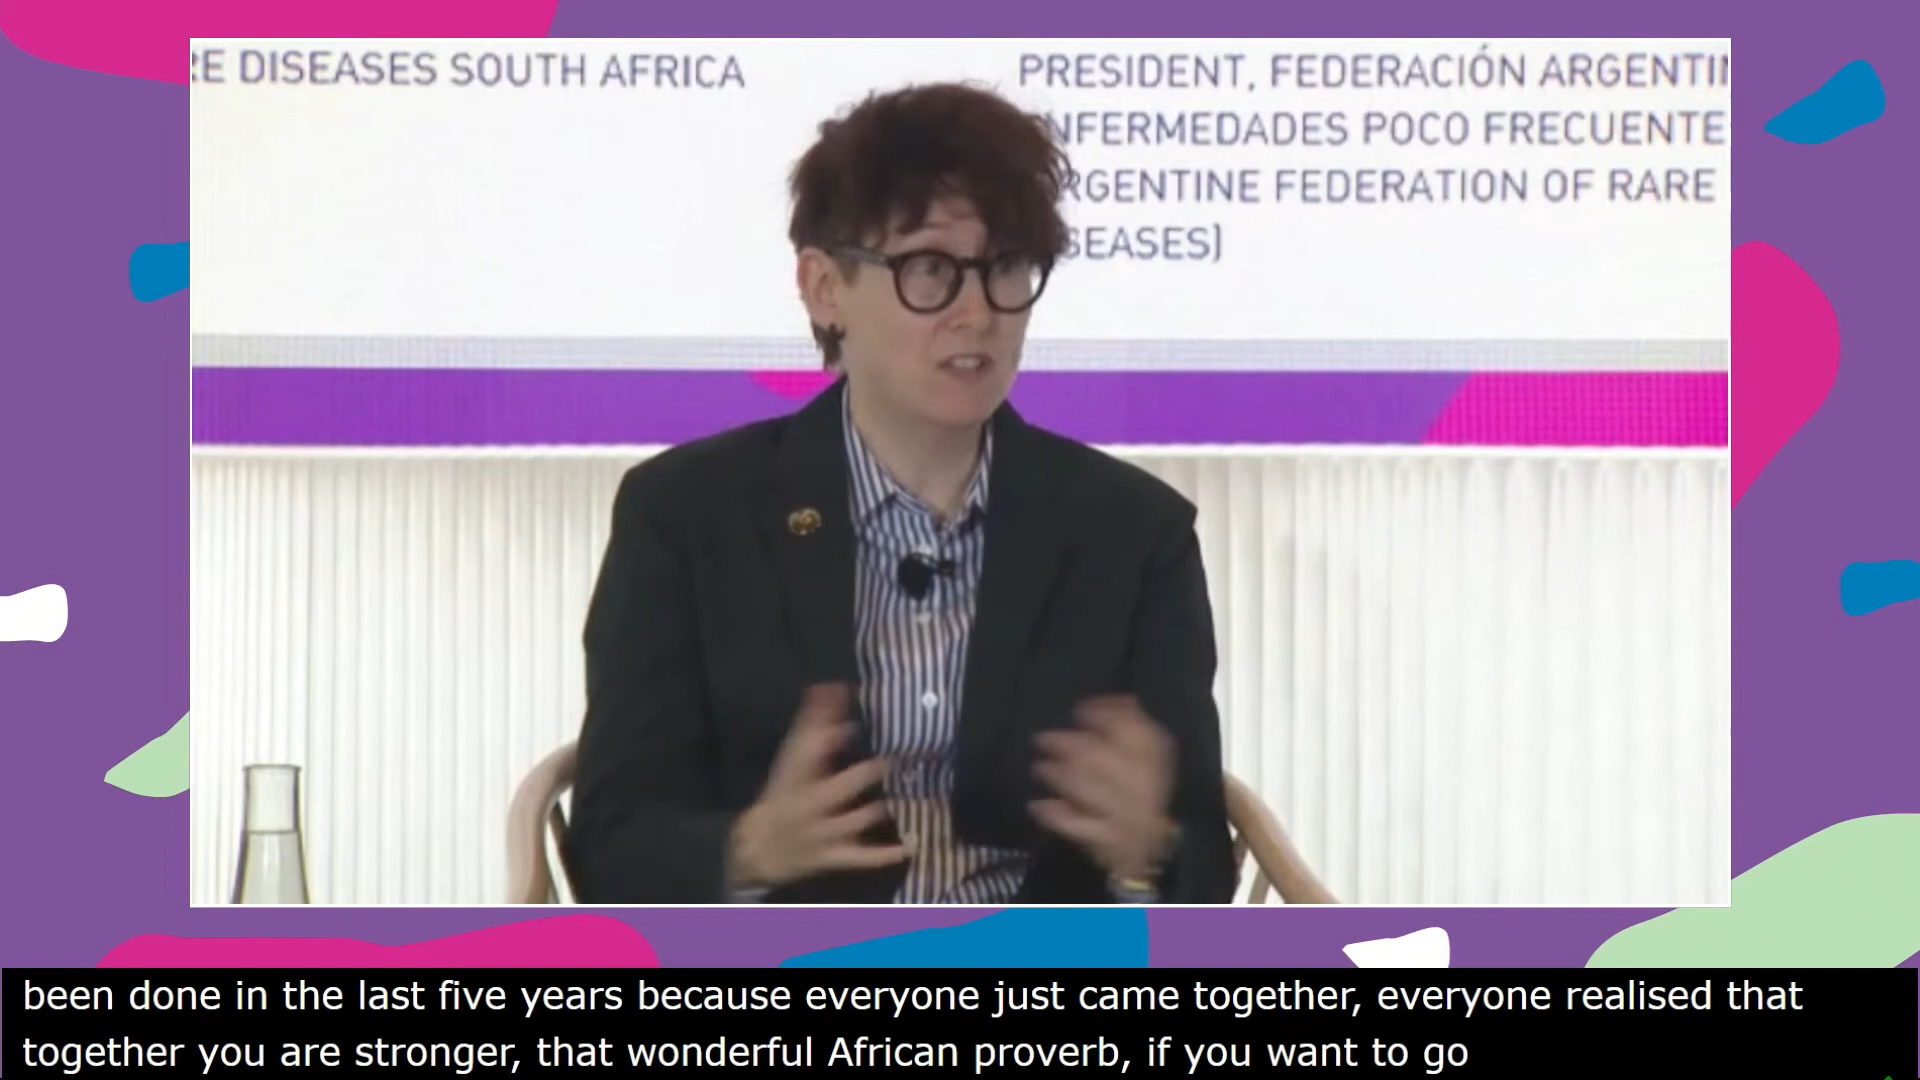 RE DISEASES SOUTH AFRICA
PRESIDENT, FEDERACIÓN ARGENTIN
NFERMEDADES POCO FRECUENTE
RGENTINE FEDERATION OF RARE
SEASES)
been done in the last five years because everyone just came together, everyone realised that
together you are stronger, that wonderful African proverb, if you want to go